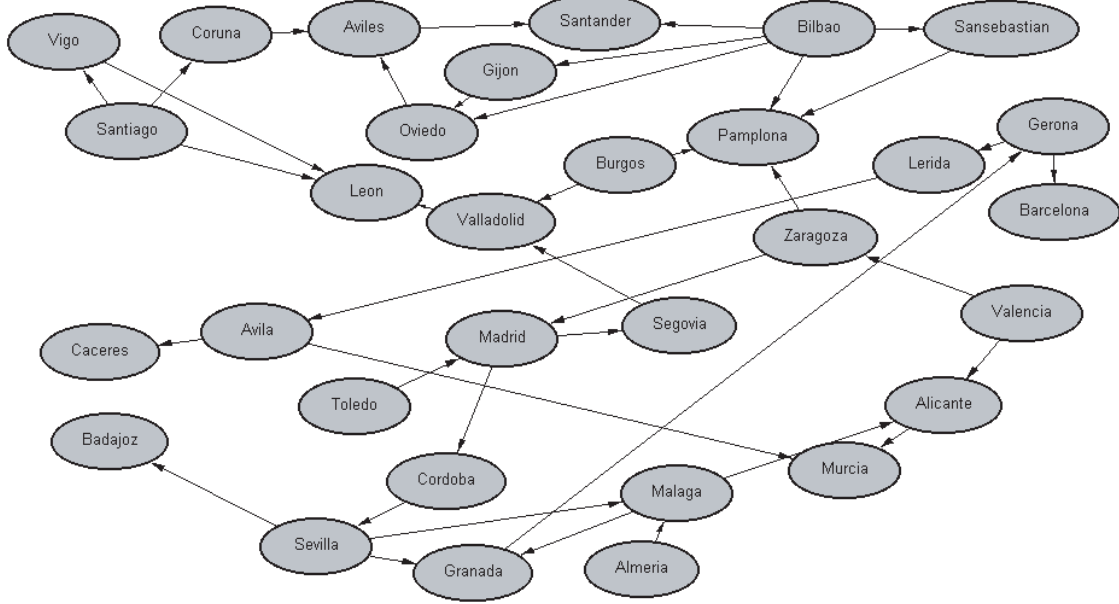 Vigo
Coruna
Aviles
Santander
Bilbao
Sansebastian
Gijon
Santiago
Oviedo
Pamplona
Gerona
Burgos
Lerida
Leon
Valladolid
Barcelona
Zaragoza
Caceres
Avila
Madrid
Segovia
Valencia
Toledo
Alicante
Badajoz
Cordoba
Malaga
Murcia
Sevilla
Granada
Almeria